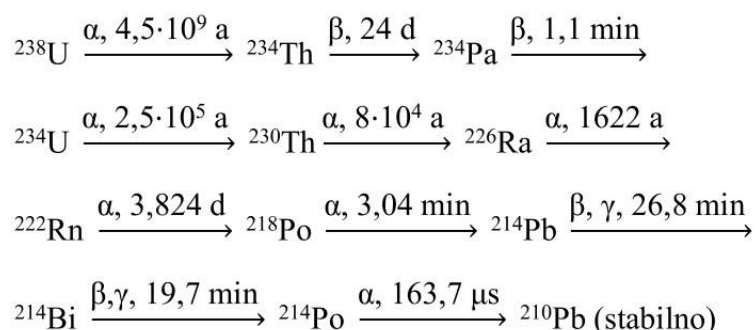 ²³⁸U α, 4,5·10⁹ a → ²³⁴Th β, 24 d → ²³⁴Pa β, 1,1 min →
²³⁴U α, 2,5·10⁵ a → ²³⁰Th α, 8·10⁴ a → ²²⁶Ra α, 1622 a →
²²²Rn α, 3,824 d → ²¹⁸Po α, 3,04 min → ²¹⁴Pb β, γ, 26,8 min →
²¹⁴Bi β,γ, 19,7 min → ²¹⁴Po α, 163,7 µs → ²¹⁰Pb (stabilno)